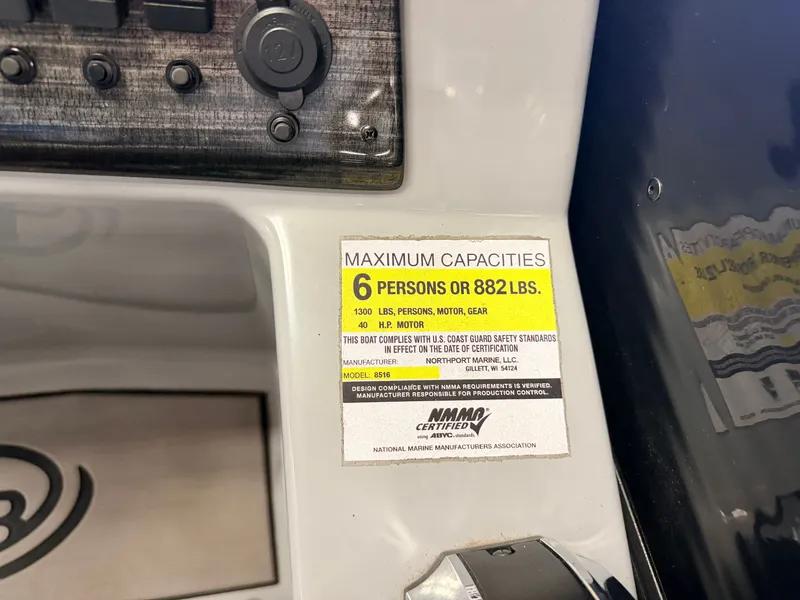 12V
MAXIMUM CAPACITIES
6 PERSONS OR 882 LBS.
1300 LBS, PERSONS, MOTOR, GEAR
40 H.P. MOTOR
THIS BOAT COMPLIES WITH U.S. COAST GUARD SAFETY STANDARDS
IN EFFECT ON THE DATE OF CERTIFICATION
MANUFACTURER: NORTHPORT MARINE, LLC.
GILLETT, WI 54124
MODEL: 8516
DESIGN COMPLIANCE WITH NMMA REQUIREMENTS IS VERIFIED.
MANUFACTURER RESPONSIBLE FOR PRODUCTION CONTROL.
NMMA
CERTIFIED
using ABYC standards
NATIONAL MARINE MANUFACTURERS ASSOCIATION